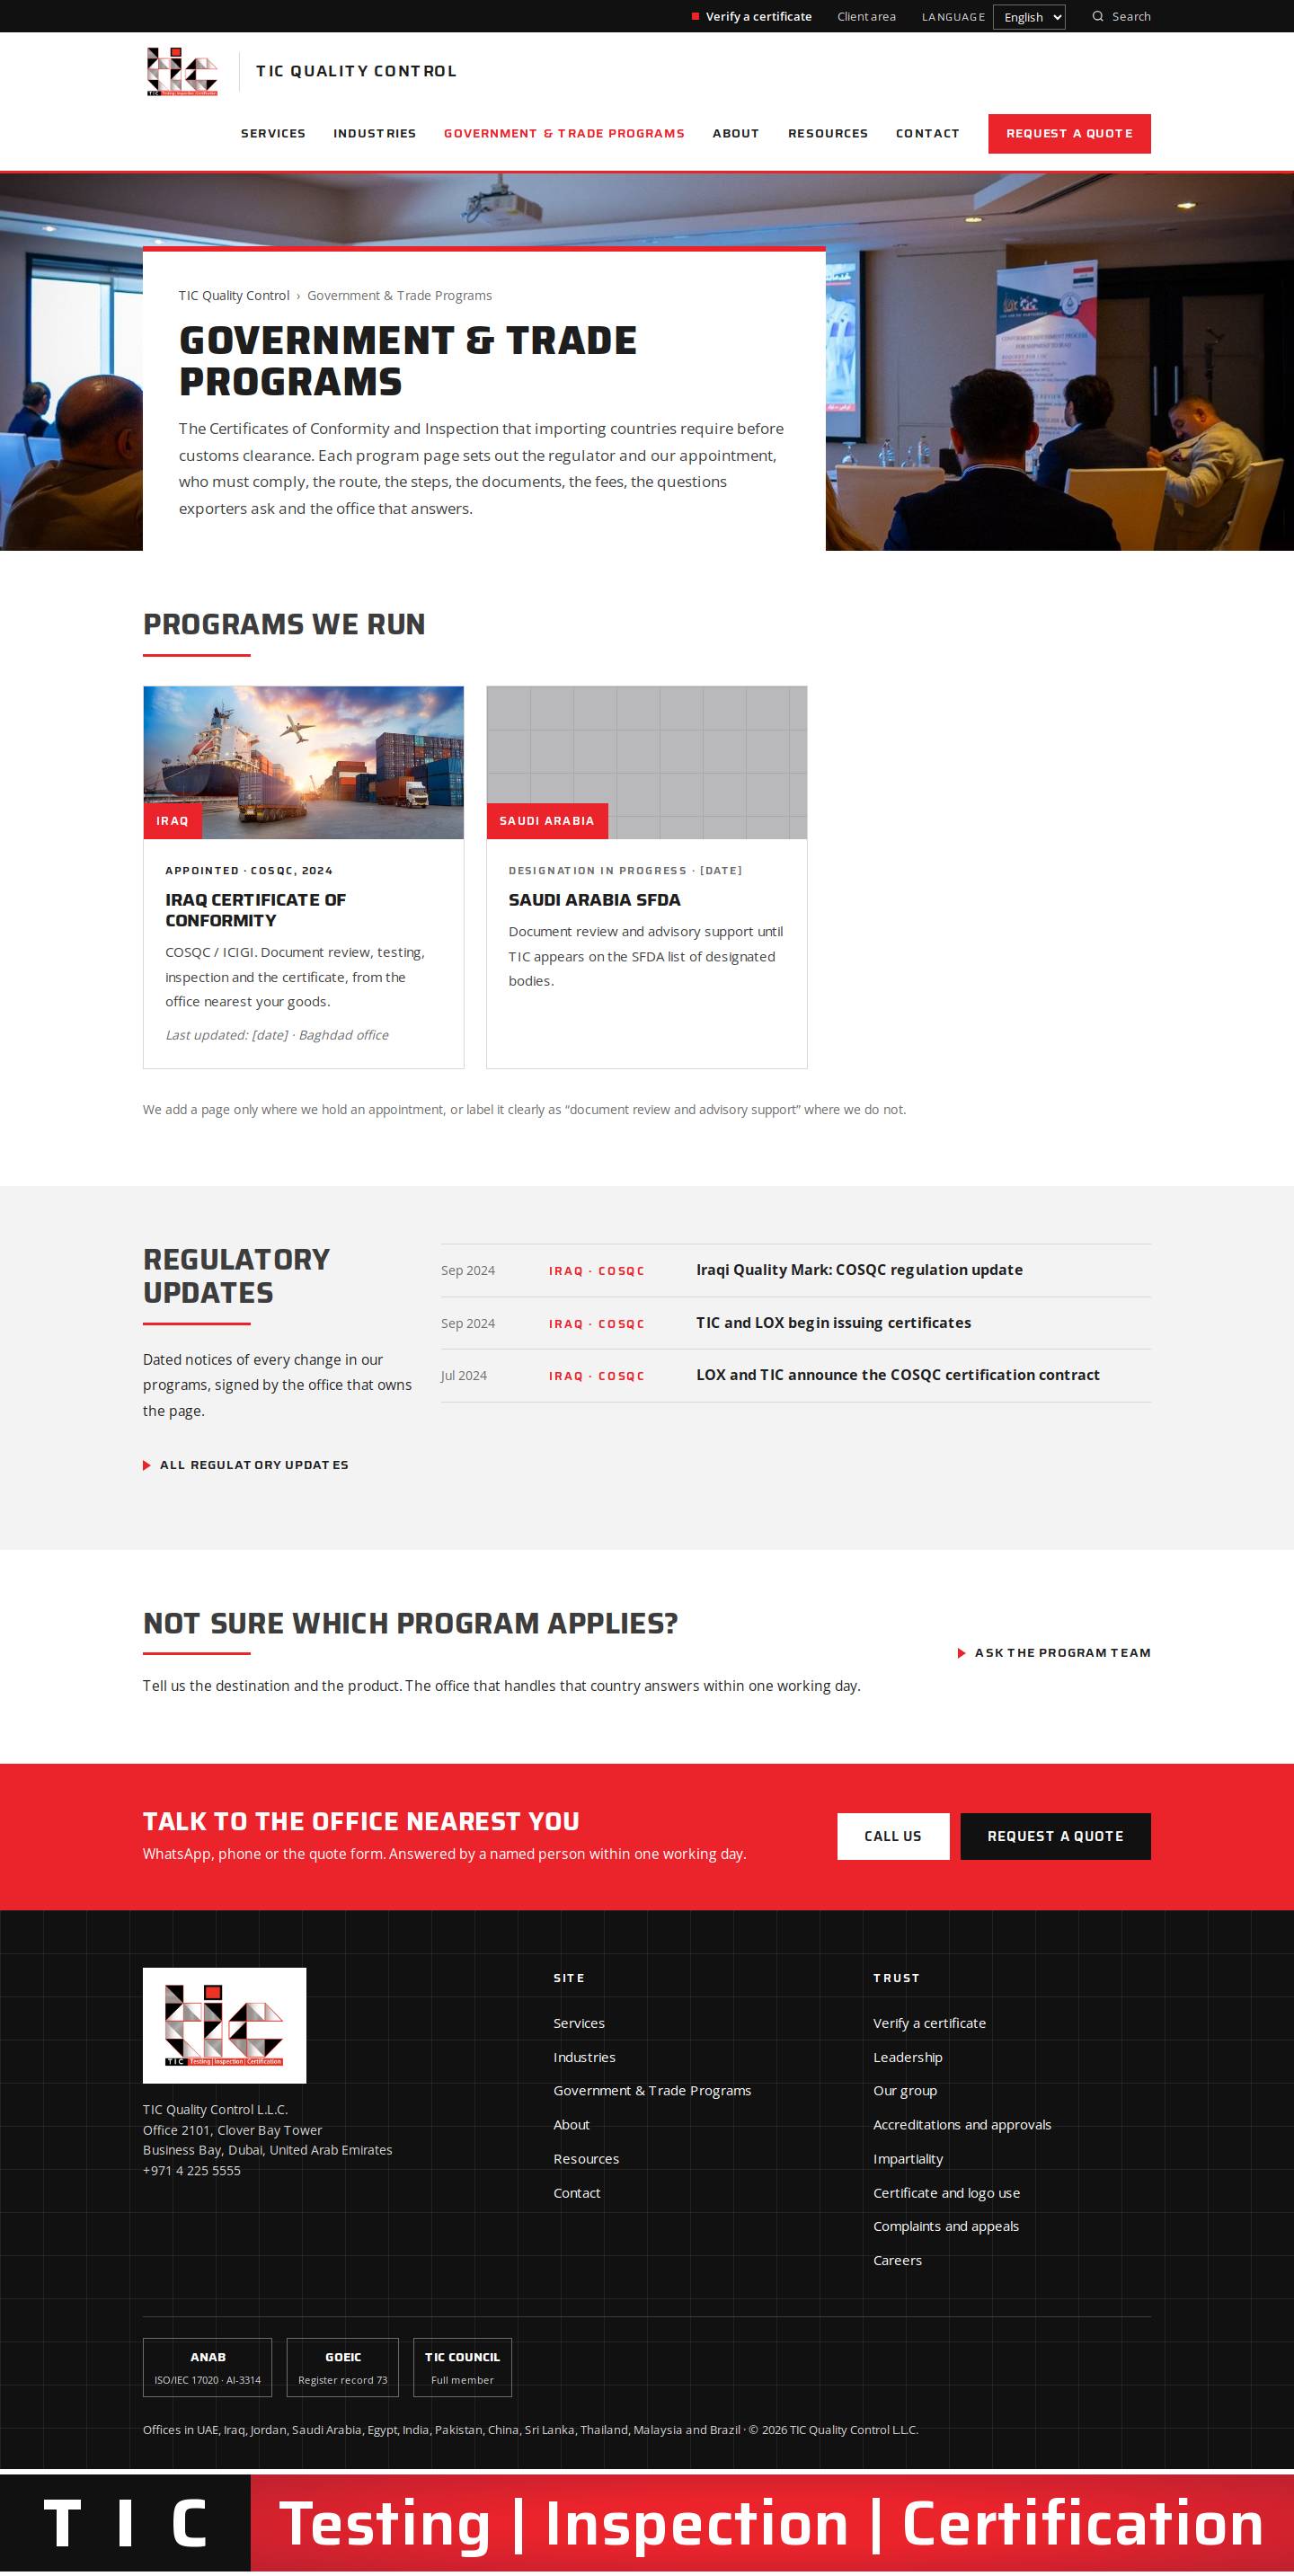 Verify a certificate
Client area
LANGUAGE English
Search
tic
TIC Testing | Inspection | Certification
TIC QUALITY CONTROL
SERVICES
INDUSTRIES
GOVERNMENT & TRADE PROGRAMS
ABOUT
RESOURCES
CONTACT
REQUEST A QUOTE
TIC Quality Control › Government & Trade Programs
GOVERNMENT & TRADE
PROGRAMS
The Certificates of Conformity and Inspection that importing countries require before
customs clearance. Each program page sets out the regulator and our appointment,
who must comply, the route, the steps, the documents, the fees, the questions
exporters ask and the office that answers.
PROGRAMS WE RUN
IRAQ
APPOINTED · COSQC, 2024
IRAQ CERTIFICATE OF
CONFORMITY
COSQC / ICIGI. Document review, testing,
inspection and the certificate, from the
office nearest your goods.
Last updated: [date] · Baghdad office
SAUDI ARABIA
DESIGNATION IN PROGRESS · [DATE]
SAUDI ARABIA SFDA
Document review and advisory support until
TIC appears on the SFDA list of designated
bodies.
We add a page only where we hold an appointment, or label it clearly as “document review and advisory support” where we do not.
REGULATORY
UPDATES
Dated notices of every change in our
programs, signed by the office that owns
the page.
ALL REGULATORY UPDATES
Sep 2024 IRAQ · COSQC Iraqi Quality Mark: COSQC regulation update
Sep 2024 IRAQ · COSQC TIC and LOX begin issuing certificates
Jul 2024 IRAQ · COSQC LOX and TIC announce the COSQC certification contract
NOT SURE WHICH PROGRAM APPLIES?
Tell us the destination and the product. The office that handles that country answers within one working day.
ASK THE PROGRAM TEAM
TALK TO THE OFFICE NEAREST YOU
WhatsApp, phone or the quote form. Answered by a named person within one working day.
CALL US
REQUEST A QUOTE
tic
TIC Testing | Inspection | Certification
TIC Quality Control L.L.C.
Office 2101, Clover Bay Tower
Business Bay, Dubai, United Arab Emirates
+971 4 225 5555
SITE
Services
Industries
Government & Trade Programs
About
Resources
Contact
TRUST
Verify a certificate
Leadership
Our group
Accreditations and approvals
Impartiality
Certificate and logo use
Complaints and appeals
Careers
ANAB
ISO/IEC 17020 · AI-3314
GOEIC
Register record 73
TIC COUNCIL
Full member
Offices in UAE, Iraq, Jordan, Saudi Arabia, Egypt, India, Pakistan, China, Sri Lanka, Thailand, Malaysia and Brazil · © 2026 TIC Quality Control L.L.C.
TIC Testing | Inspection | Certification